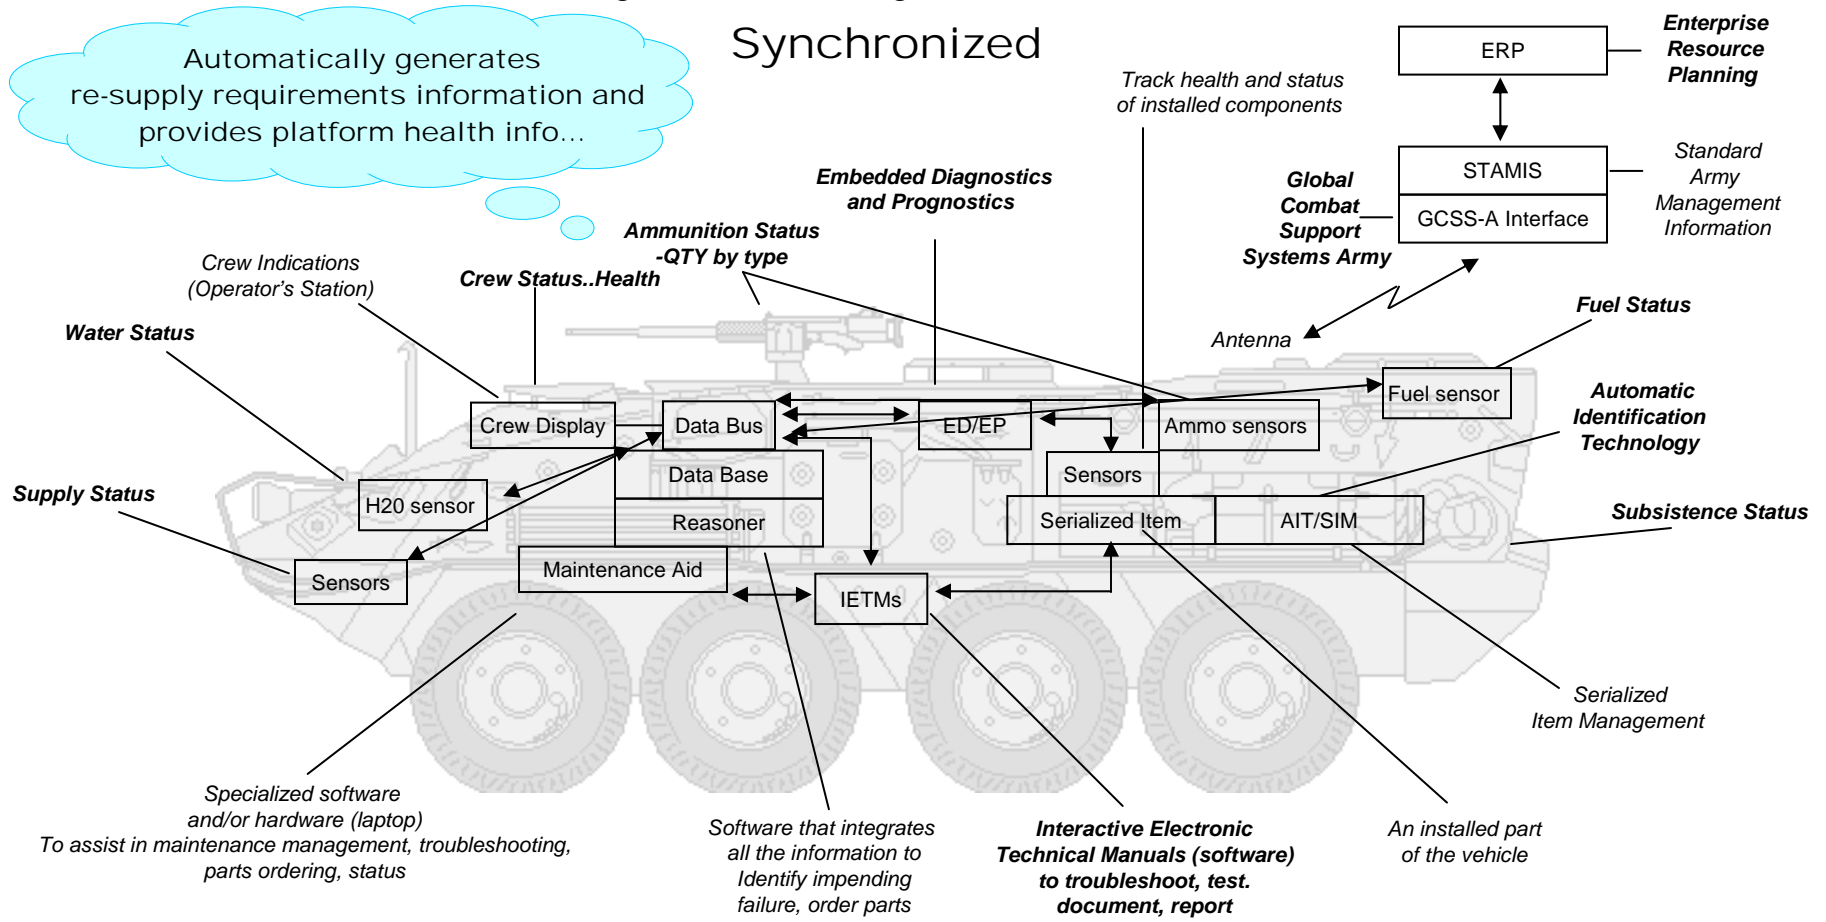 Synchronized
Automatically generates
re-supply requirements information and
provides platform health info...
ERP
Enterprise
Resource
Planning
Track health and status
of installed components
STAMIS
GCSS-A Interface
Standard
Army
Management
Information
Global
Combat
Support
Systems Army
Embedded Diagnostics
and Prognostics
Ammunition Status
-QTY by type
Crew Status..Health
Crew Indications
(Operator's Station)
Water Status
Antenna
Fuel Status
Fuel sensor
Automatic
Identification
Technology
Crew Display
Data Bus
ED/EP
Ammo sensors
Data Base
Sensors
Supply Status
H20 sensor
Reasoner
Serialized Item
AIT/SIM
Subsistence Status
Sensors
Maintenance Aid
IETMs
Serialized
Item Management
Specialized software
and/or hardware (laptop)
To assist in maintenance management, troubleshooting,
parts ordering, status
Software that integrates
all the information to
Identify impending
failure, order parts
Interactive Electronic
Technical Manuals (software)
to troubleshoot, test.
document, report
An installed part
of the vehicle